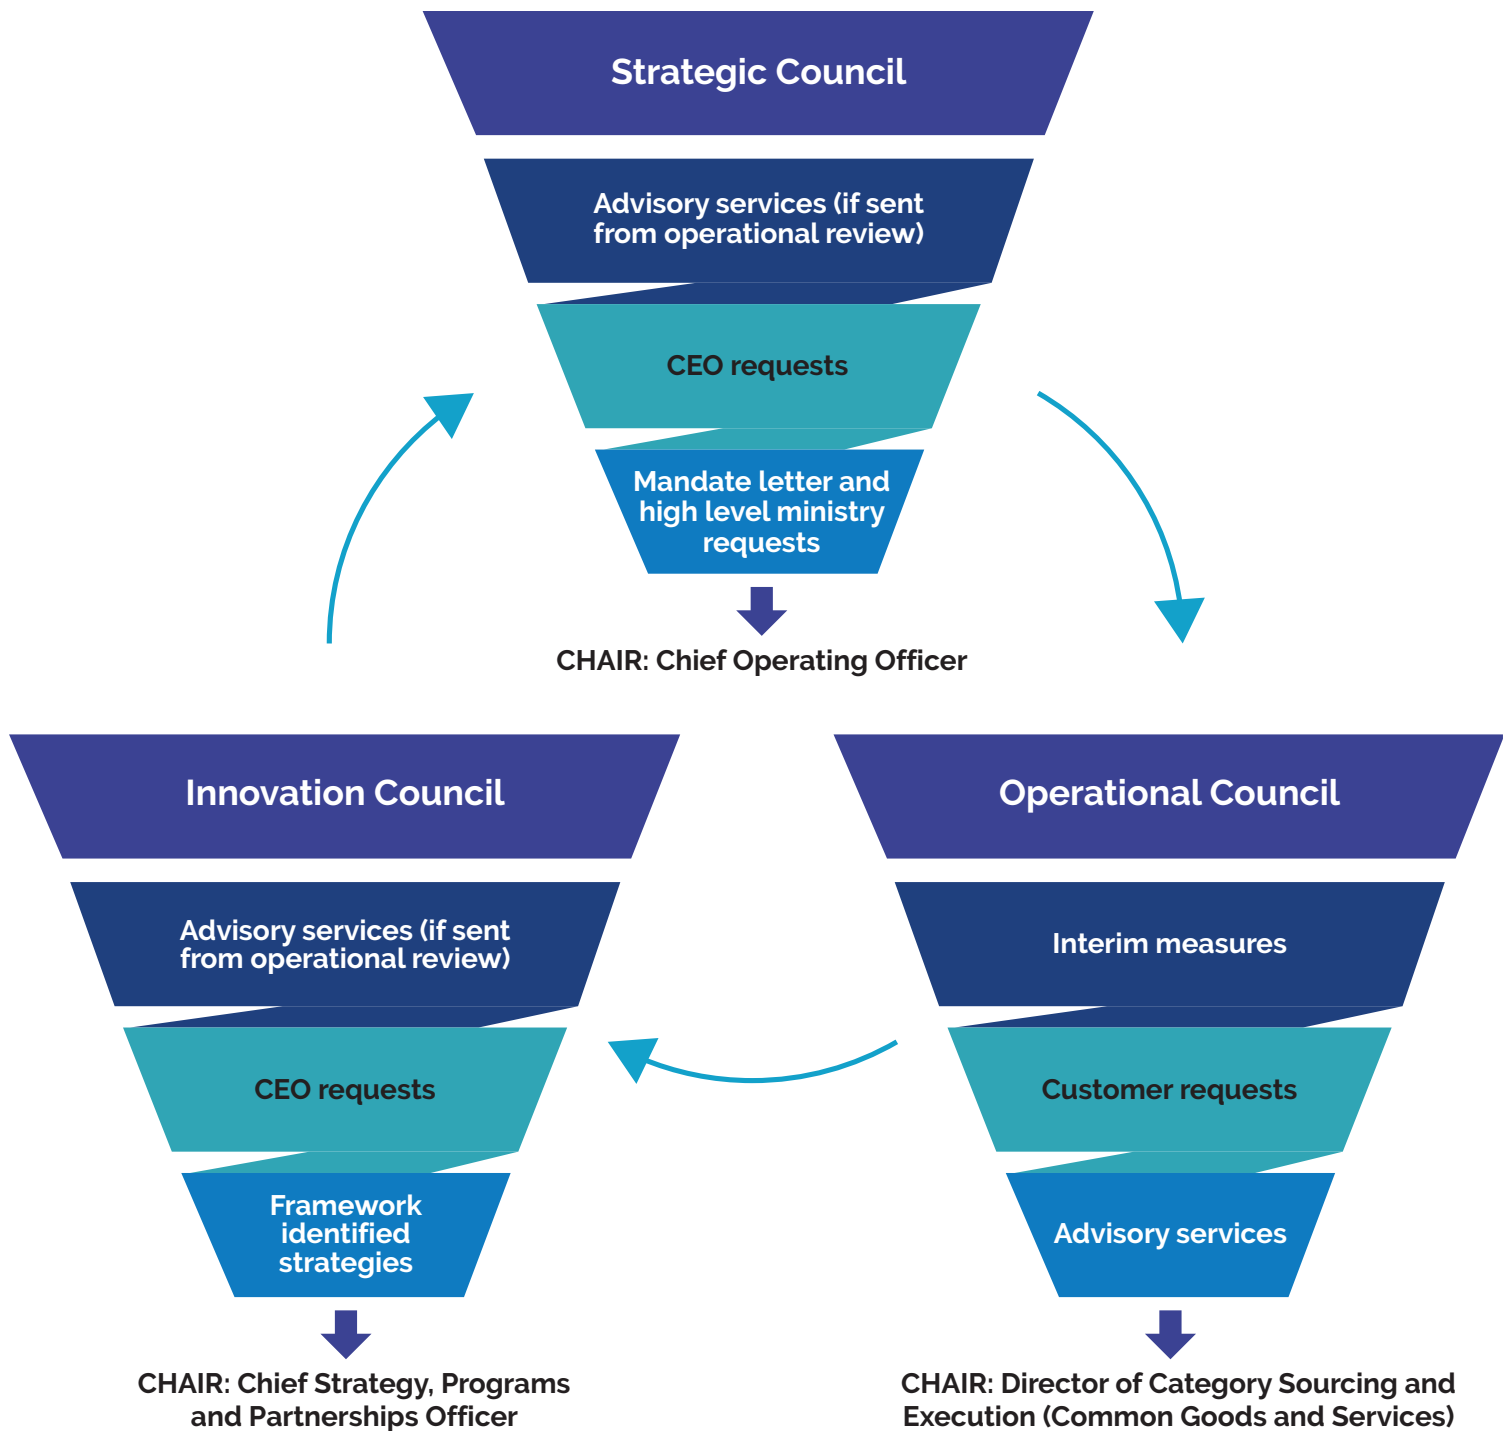 Strategic Council
Advisory services (if sent
from operational review)
CEO requests
Mandate letter and
high level ministry
requests
CHAIR: Chief Operating Officer
Innovation Council
Advisory services (if sent
from operational review)
CEO requests
Framework
identified
strategies
CHAIR: Chief Strategy, Programs
and Partnerships Officer
Operational Council
Interim measures
Customer requests
Advisory services
CHAIR: Director of Category Sourcing and
Execution (Common Goods and Services)